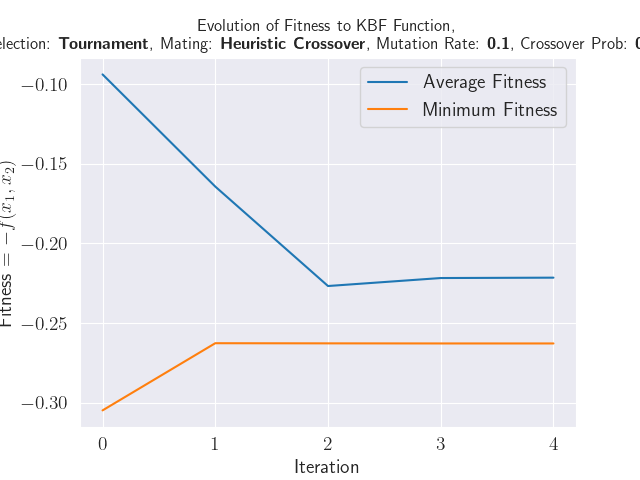 Evolution of Fitness to KBF Function,
election: Tournament, Mating: Heuristic Crossover, Mutation Rate: 0.1, Crossover Prob:
Average Fitness
Minimum Fitness
−0.10
−0.15
−0.20
−0.25
−0.30
Fitness = −f(x₁, x₂)
0 1 2 3 4
Iteration